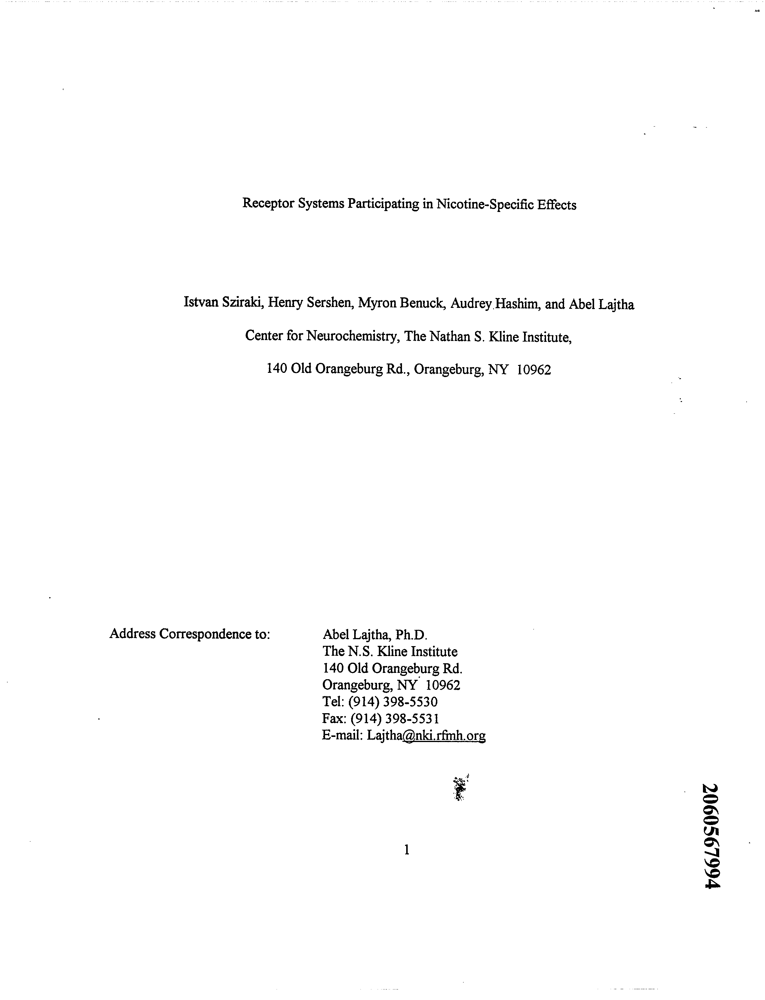 Receptor Systems Participating in Nicotine-Specific Effects
Istvan Sziraki, Henry Sershen, Myron Benuck, Audrey Hashim, and Abel Lajtha
Center for Neurochemistry, The Nathan S. Kline Institute,
140 Old Orangeburg Rd., Orangeburg, NY 10962
Address Correspondence to:
Abel Lajtha, Ph.D.
The N.S. Kline Institute
140 Old Orangeburg Rd.
Orangeburg, NY 10962
Tel: (914) 398-5530
Fax: (914) 398-5531
E-mail: Lajtha@nki.rfmh.org
1
2060567994